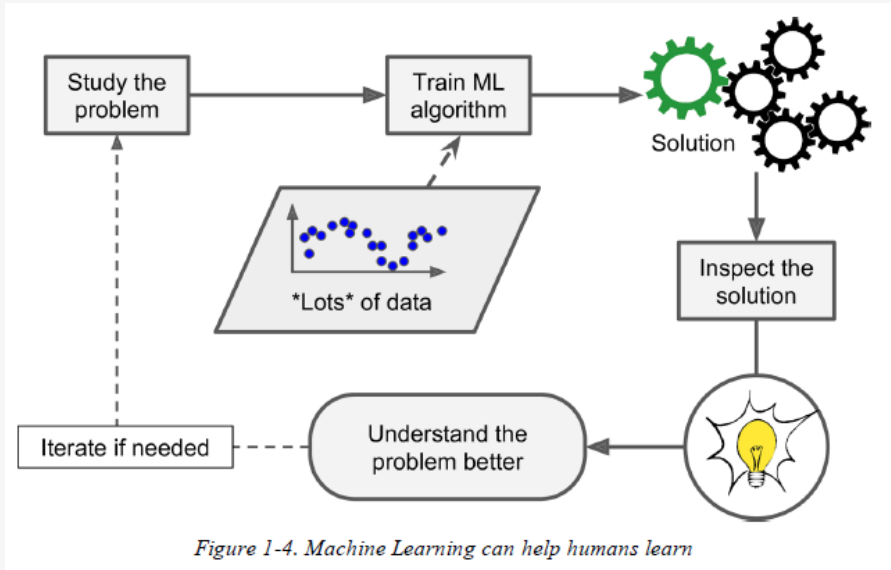 Study the
problem
Train ML
algorithm
Solution
*Lots* of data
Inspect the
solution
Understand the
problem better
Iterate if needed
Figure 1-4. Machine Learning can help humans learn